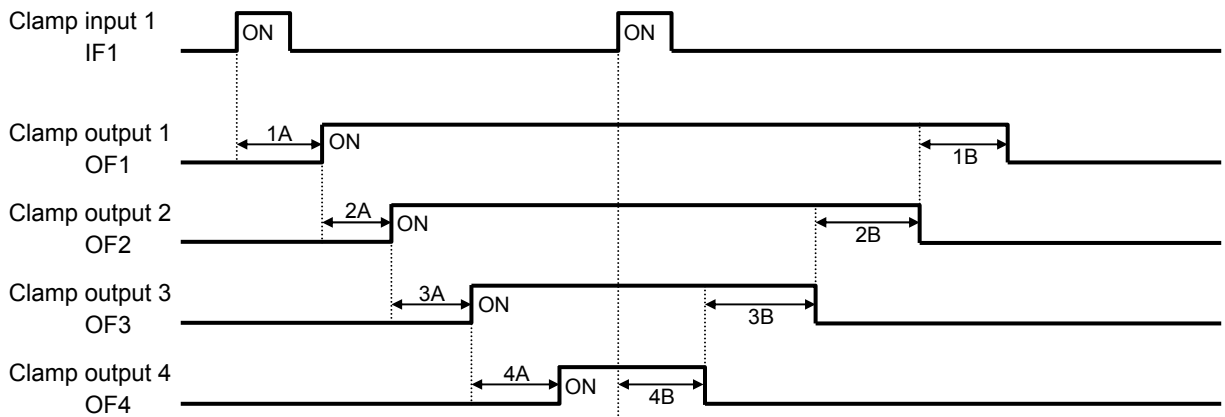 Clamp input 1
IF1
ON
ON
Clamp output 1
OF1
1A
ON
1B
Clamp output 2
OF2
2A
ON
2B
Clamp output 3
OF3
3A
ON
3B
Clamp output 4
OF4
4A
ON
4B